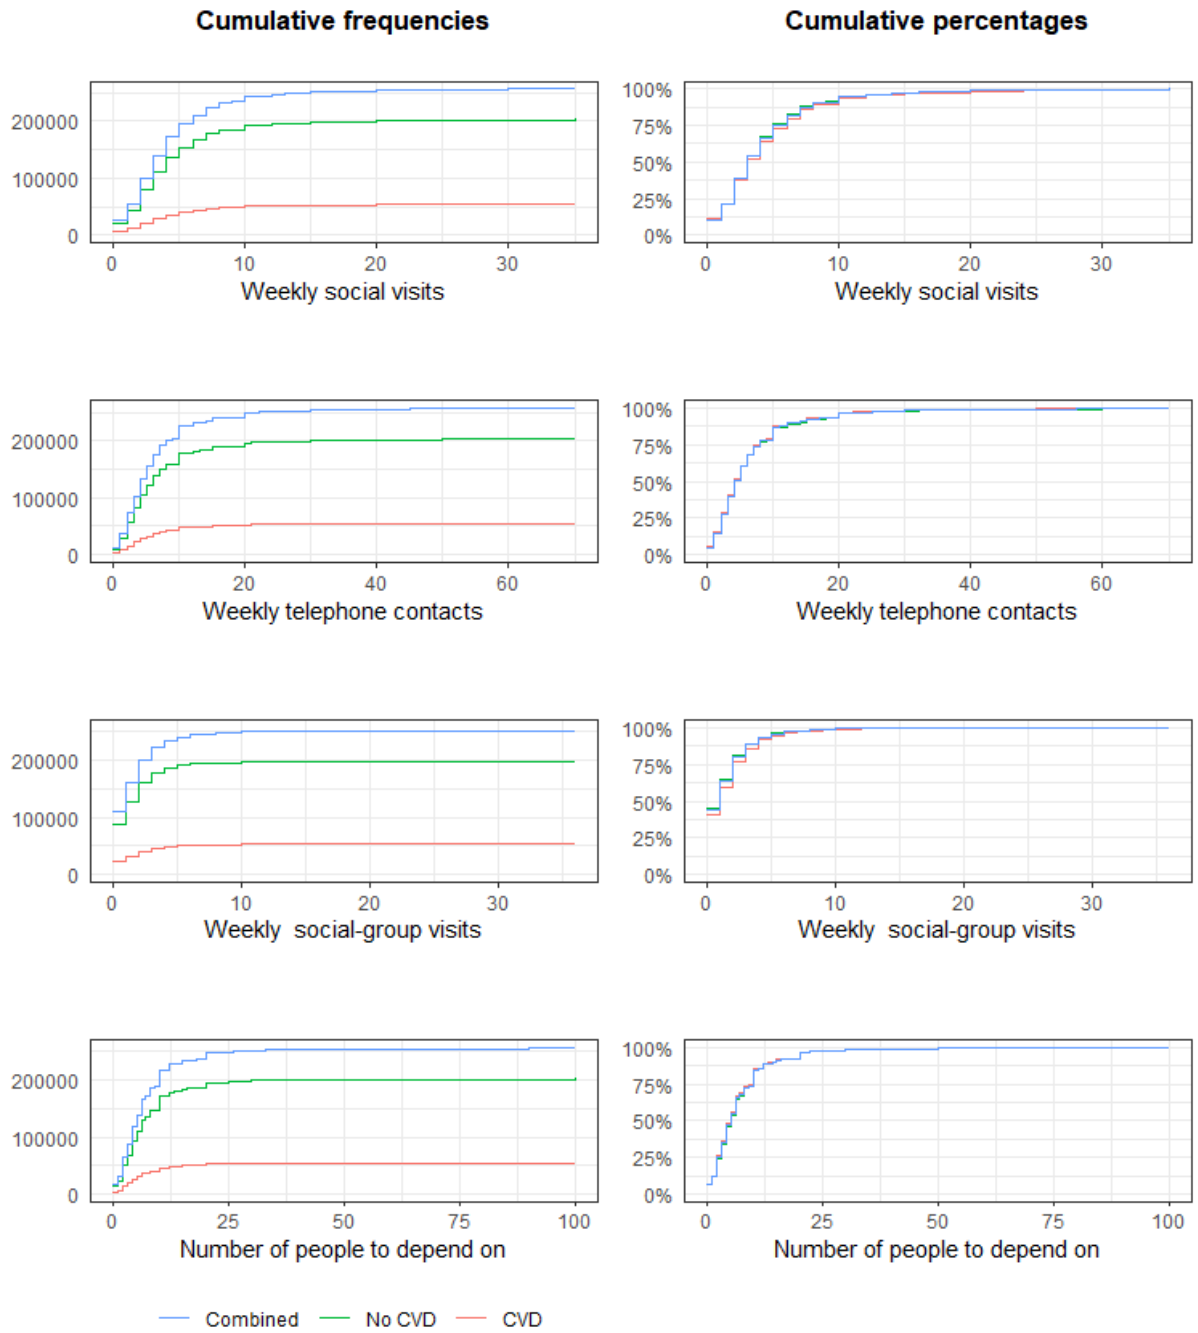 Cumulative frequencies Cumulative percentages
200000
100000
0
0 10 20 30
Weekly social visits
100%
75%
50%
25%
0%
0 10 20 30
Weekly social visits
200000
100000
0
0 20 40 60
Weekly telephone contacts
100%
75%
50%
25%
0%
0 20 40 60
Weekly telephone contacts
200000
100000
0
0 10 20 30
Weekly  social-group visits
100%
75%
50%
25%
0%
0 10 20 30
Weekly  social-group visits
200000
100000
0
0 25 50 75 100
Number of people to depend on
100%
75%
50%
25%
0%
0 25 50 75 100
Number of people to depend on
Combined No CVD CVD